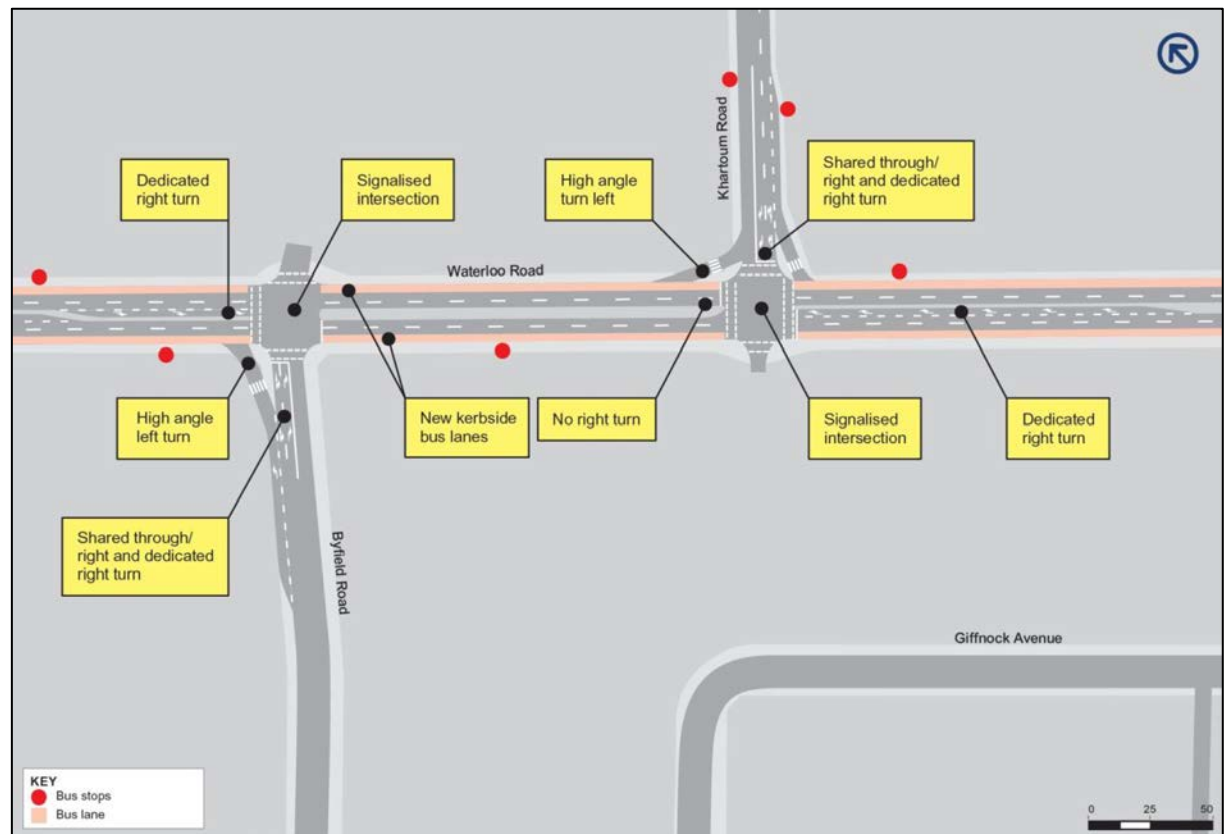 Khartoum Road
Dedicated
right turn
Signalised
intersection
High angle
turn left
Shared through/
right and dedicated
right turn
Waterloo Road
High angle
left turn
New kerbside
bus lanes
No right turn
Signalised
intersection
Dedicated
right turn
Shared through/
right and dedicated
right turn
Byfield Road
Giffnock Avenue
KEY
Bus stops
Bus lane
0 25 50